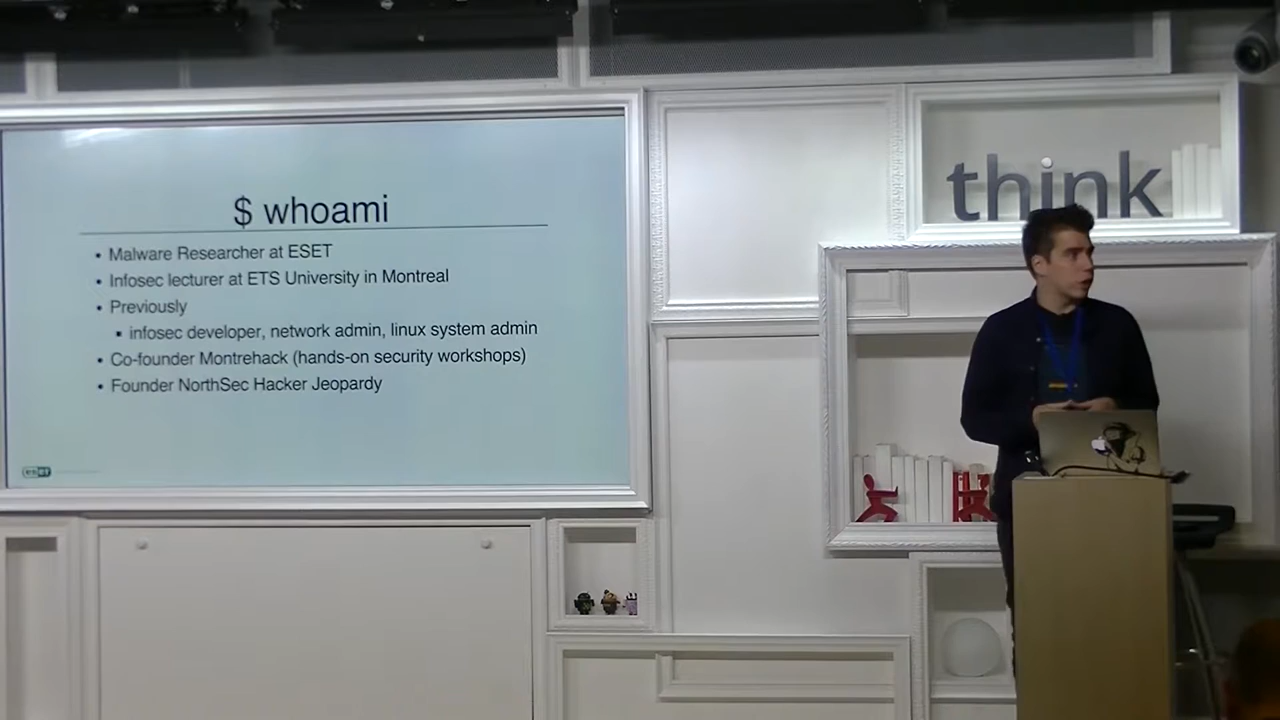 $ whoami
• Malware Researcher at ESET
• Infosec lecturer at ETS University in Montreal
• Previously
▪ infosec developer, network admin, linux system admin
• Co-founder Montrehack (hands-on security workshops)
• Founder NorthSec Hacker Jeopardy
eset
think